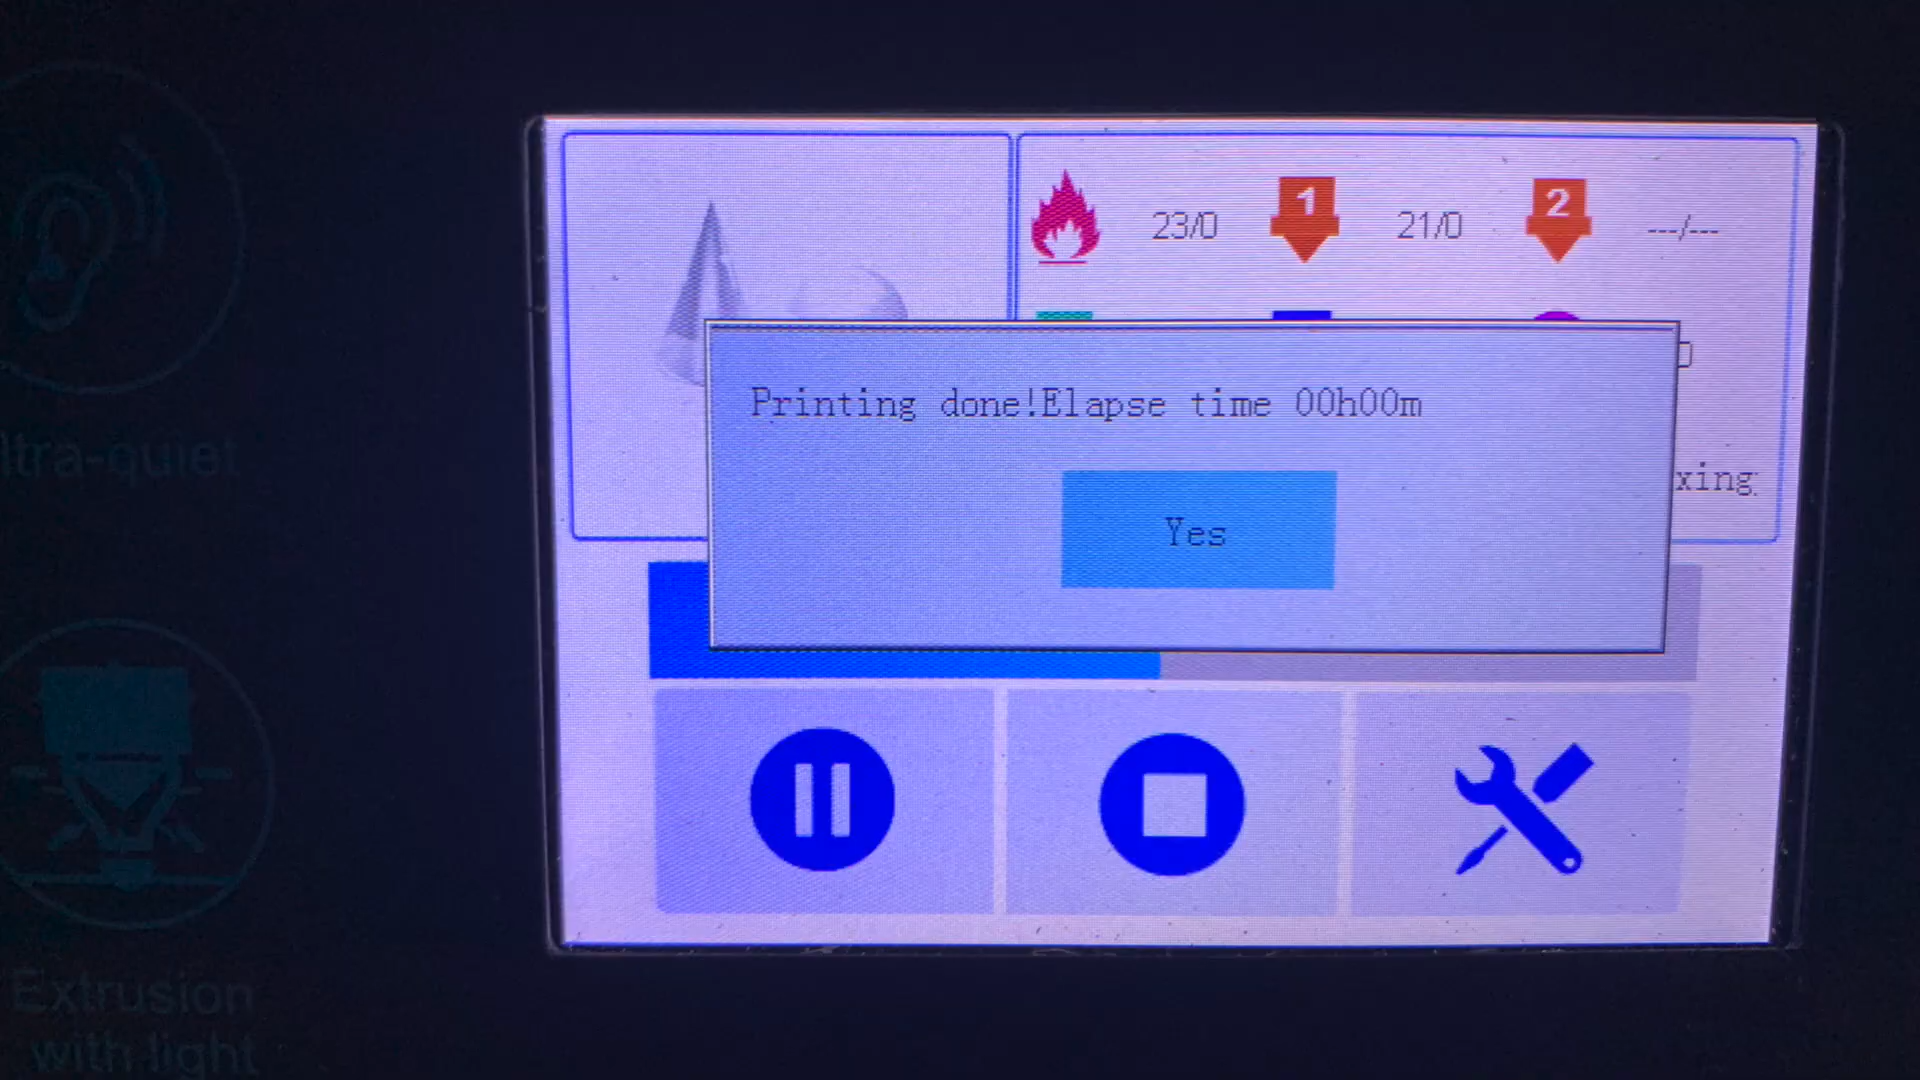 1
2
23/0
21/0
---/---
Printing done!Elapse time 00h00m
xing
Yes
ltra-quiet
Extrusion
with light